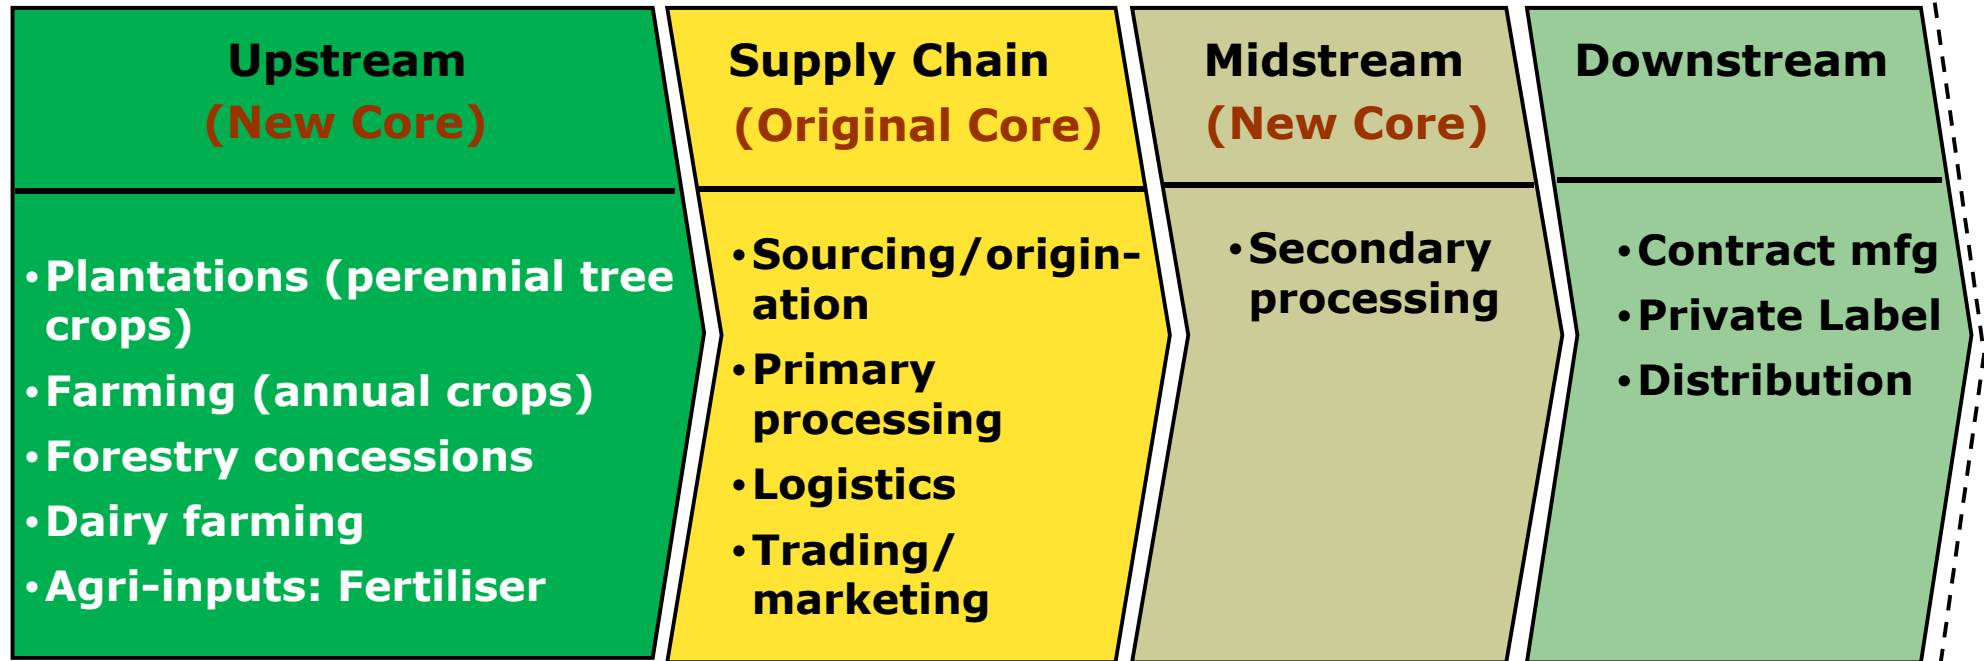 Upstream
(New Core)
• Plantations (perennial tree
crops)
• Farming (annual crops)
• Forestry concessions
• Dairy farming
• Agri-inputs: Fertiliser
Supply Chain
(Original Core)
• Sourcing/origin-
ation
• Primary
processing
• Logistics
• Trading/
marketing
Midstream
(New Core)
• Secondary
processing
Downstream
• Contract mfg
• Private Label
• Distribution